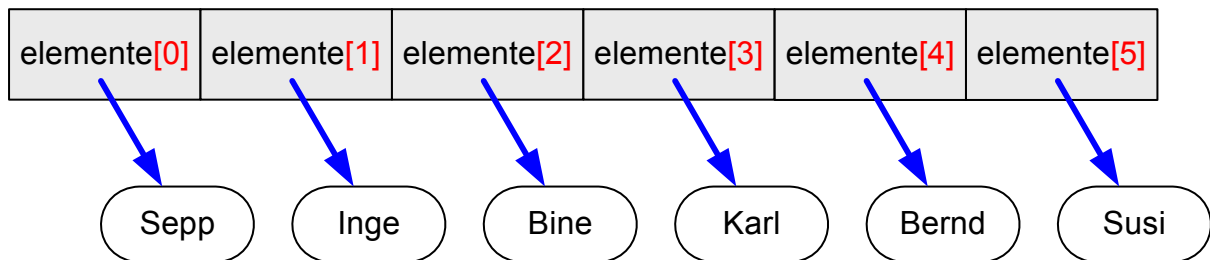 elemente[0] elemente[1] elemente[2] elemente[3] elemente[4] elemente[5]
Sepp Inge Bine Karl Bernd Susi